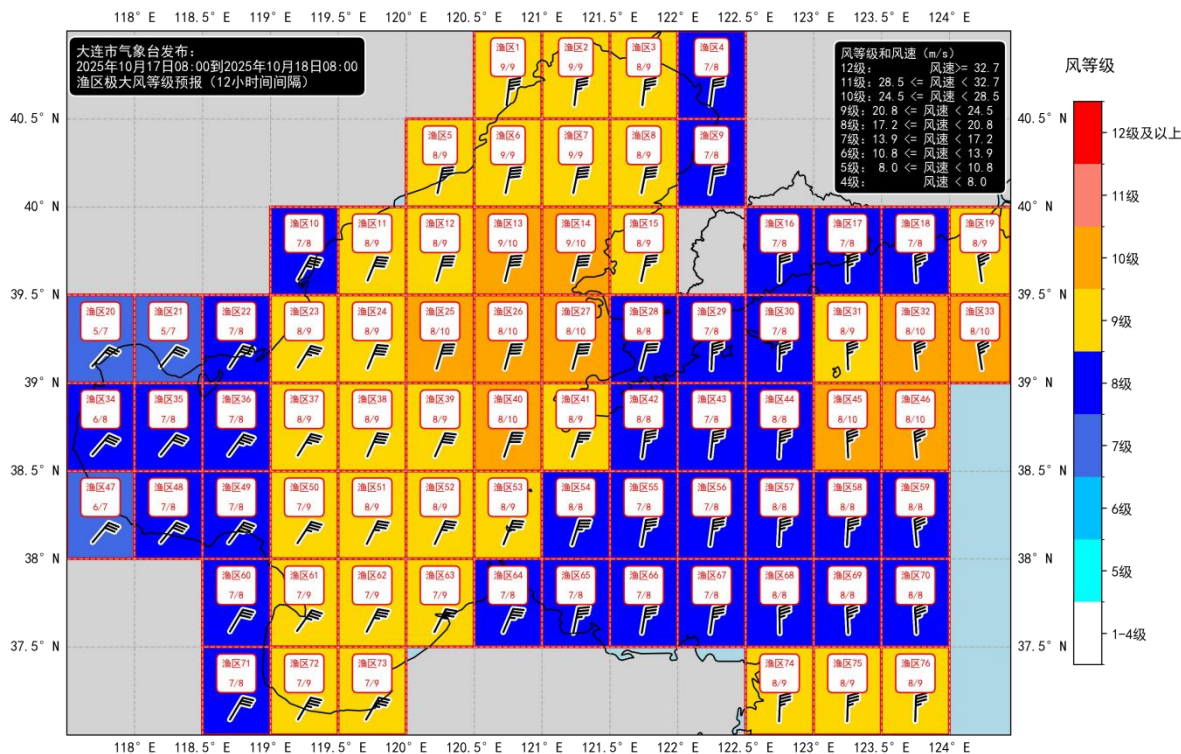 118° E 118.5° E 119° E 119.5° E 120° E 120.5° E 121° E 121.5° E 122° E 122.5° E 123° E 123.5° E 124° E
大连市气象台发布:
2025年10月17日08:00到2025年10月18日08:00
渔区极大风等级预报（12小时间隔）
渔区1 渔区2 渔区3 渔区4
9/9 9/9 8/9 7/8
风等级和风速（m/s）
12级: 风速>= 32.7
11级: 28.5 <= 风速 < 32.7
10级: 24.5 <= 风速 < 28.5
9级: 20.8 <= 风速 < 24.5
8级: 17.2 <= 风速 < 20.8
7级: 13.9 <= 风速 < 17.2
6级: 10.8 <= 风速 < 13.9
5级: 8.0 <= 风速 < 10.8
4级: 风速 < 8.0
风等级
40.5° N 40.5° N
渔区5 渔区6 渔区7 渔区8 渔区9
8/9 9/9 9/9 8/9 7/8
40° N 40° N
渔区10 渔区11 渔区12 渔区13 渔区14 渔区15 渔区16 渔区17 渔区18 渔区19
7/8 8/9 8/9 9/10 9/10 8/9 7/8 7/8 7/8 8/9
39.5° N 39.5° N
渔区20 渔区21 渔区22 渔区23 渔区24 渔区25 渔区26 渔区27 渔区28 渔区29 渔区30 渔区31 渔区32 渔区33
5/7 5/7 7/8 8/9 8/9 8/10 8/10 8/10 8/8 7/8 7/8 8/9 8/10 8/10
39° N 39° N
渔区34 渔区35 渔区36 渔区37 渔区38 渔区39 渔区40 渔区41 渔区42 渔区43 渔区44 渔区45 渔区46
6/8 7/8 7/8 8/9 8/9 8/9 8/10 8/9 8/8 7/8 8/8 8/10 8/10
38.5° N 38.5° N
渔区47 渔区48 渔区49 渔区50 渔区51 渔区52 渔区53 渔区54 渔区55 渔区56 渔区57 渔区58 渔区59
6/7 7/8 7/8 7/9 8/9 8/9 8/9 8/8 7/8 7/8 8/8 8/8 8/8
38° N 38° N
渔区60 渔区61 渔区62 渔区63 渔区64 渔区65 渔区66 渔区67 渔区68 渔区69 渔区70
7/8 7/9 7/9 7/9 7/8 7/8 7/8 7/8 8/8 8/8 8/8
37.5° N 37.5° N
渔区71 渔区72 渔区73 渔区74 渔区75 渔区76
7/8 7/9 7/9 8/9 8/9 8/9
118° E 118.5° E 119° E 119.5° E 120° E 120.5° E 121° E 121.5° E 122° E 122.5° E 123° E 123.5° E 124° E
12级及以上
11级
10级
9级
8级
7级
6级
5级
1-4级